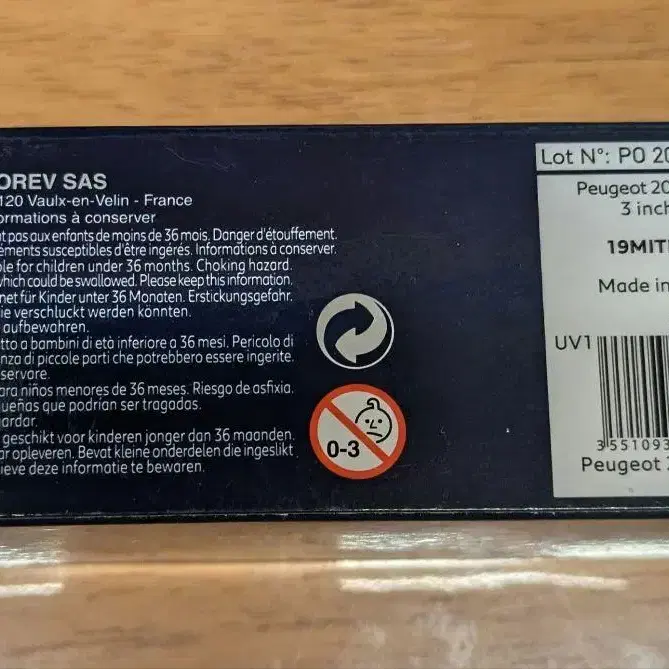 OREV SAS
120 Vaulx-en-Velin - France
ormations à conserver
t pas aux enfants de moins de 36 mois. Danger d'étouffement.
éments susceptibles d'être ingérés. Informations à conserver.
ble for children under 36 months. Choking hazard.
which could be swallowed. Please keep this information.
net für Kinder unter 36 Monaten. Erstickungsgefahr.
ie verschluckt werden könnten.
aufbewahren.
tto a bambini di età inferiore a 36 mesi. Pericolo di
nza di piccole parti che potrebbero essere ingerite.
servare.
ara niños menores de 36 meses. Riesgo de asfixia.
ueñas que podrían ser tragadas.
ardar.
geschikt voor kinderen jonger dan 36 maanden.
ar opleveren. Bevat kleine onderdelen die ingeslikt
ieve deze informatie te bewaren.
0-3
Lot N°: PO 20
Peugeot 20
3 inch
19MIT
Made in
UV1
3 551093
Peugeot